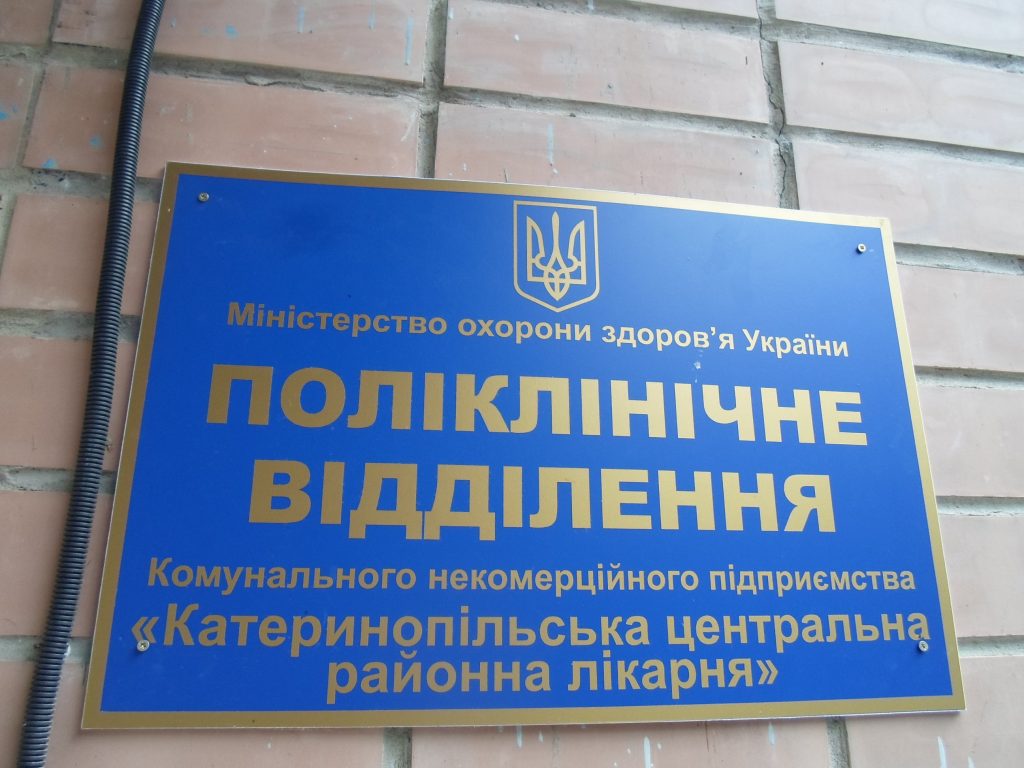 Міністерство охорони здоров’я України
ПОЛІКЛІНІЧНЕ
ВІДДІЛЕННЯ
Комунального некомерційного підприємства
«Катеринопільська центральна
районна лікарня»